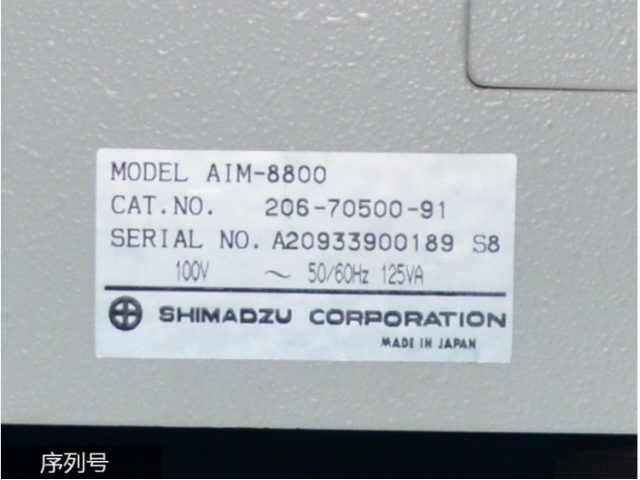 MODEL AIM-8800
CAT.NO. 206-70500-91
SERIAL NO. A20933900189 S8
100V ～ 50/60Hz 125VA
SHIMADZU CORPORATION
MADE IN JAPAN
序列号